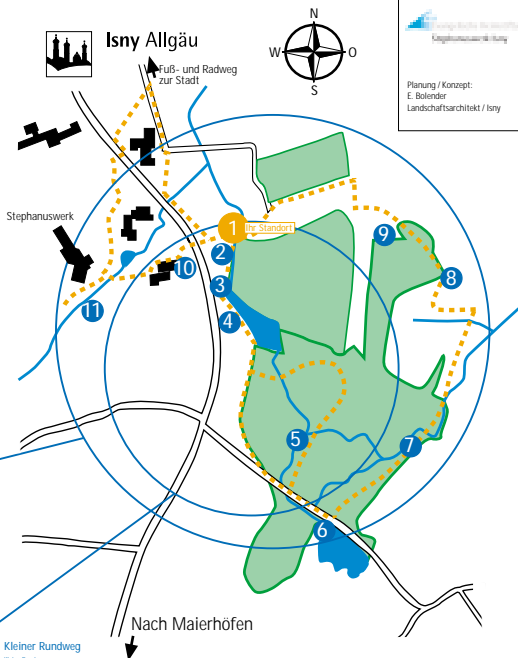 N
W
O
S
Isny Allgäu
Fuß- und Radweg
zur Stadt
Planung / Konzept:
E. Bolender
Landschaftsarchitekt / Isny
Stephanuswerk
1
Ihr Standort
2
3
4
5
6
7
8
9
10
11
Nach Maierhöfen
Kleiner Rundweg